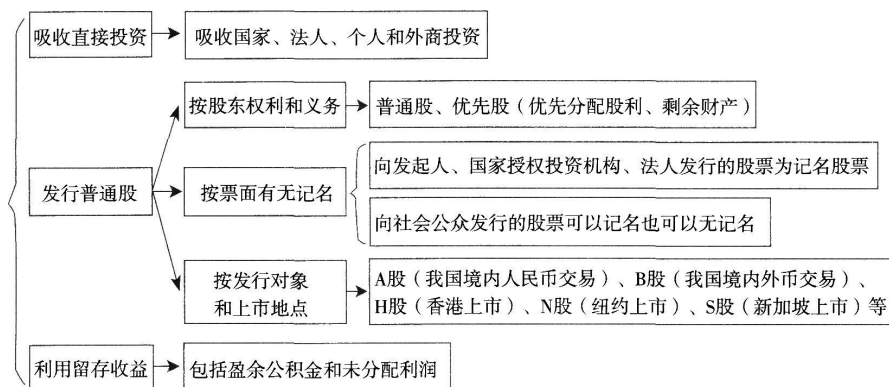 吸收直接投资
吸收国家、法人、个人和外商投资
按股东权利和义务
普通股、优先股（优先分配股利、剩余财产）
发行普通股
按票面有无记名
向发起人、国家授权投资机构、法人发行的股票为记名股票
向社会公众发行的股票可以记名也可以无记名
按发行对象
和上市地点
A股（我国境内人民币交易）、B股（我国境内外币交易）、
H股（香港上市）、N股（纽约上市）、S股（新加坡上市）等
利用留存收益
包括盈余公积金和未分配利润